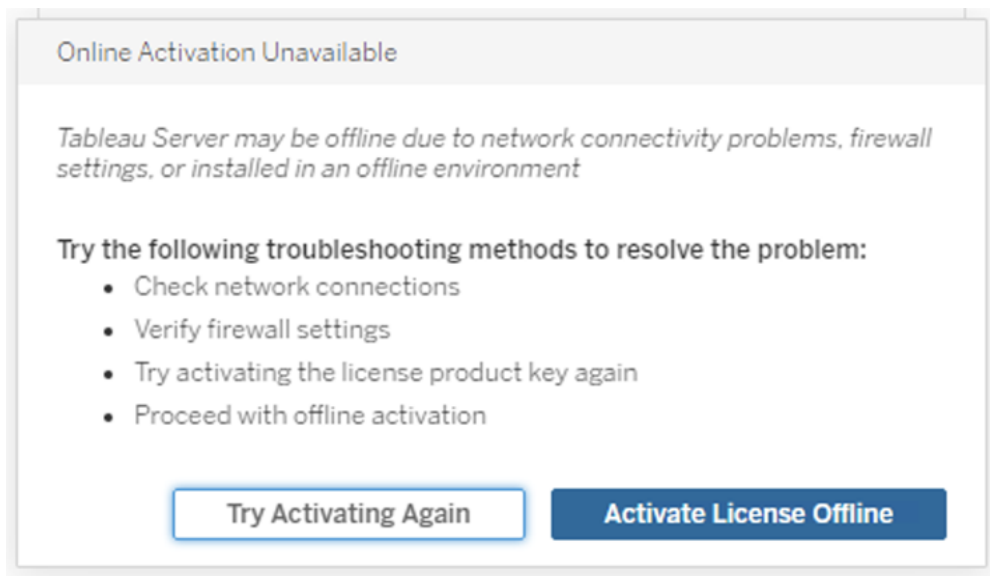 Online Activation Unavailable
Tableau Server may be offline due to network connectivity problems, firewall
settings, or installed in an offline environment
Try the following troubleshooting methods to resolve the problem:
• Check network connections
• Verify firewall settings
• Try activating the license product key again
• Proceed with offline activation
Try Activating Again
Activate License Offline